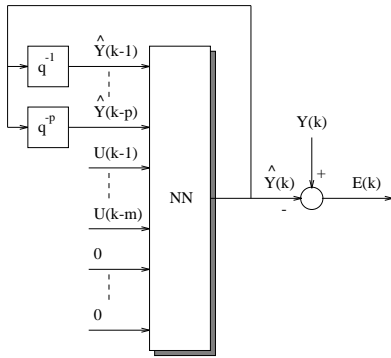 q^-1
Ŷ(k-1)
q^-p
Ŷ(k-p)
U(k-1)
U(k-m)
0
0
NN
Y(k)
+
Ŷ(k)
-
E(k)